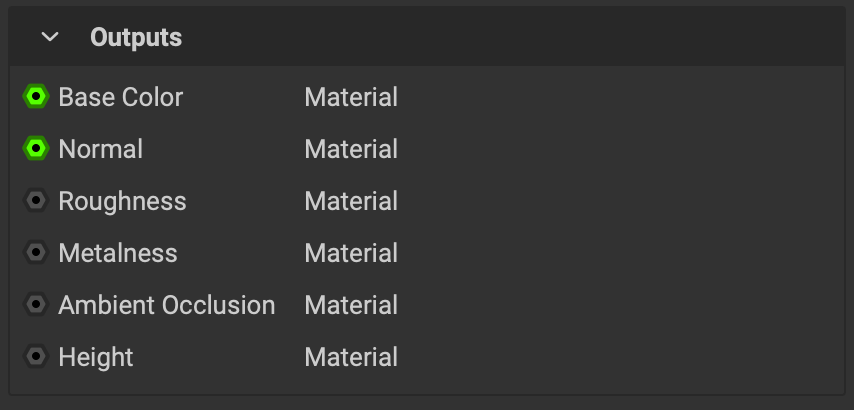 Outputs
Base Color Material
Normal Material
Roughness Material
Metalness Material
Ambient Occlusion Material
Height Material